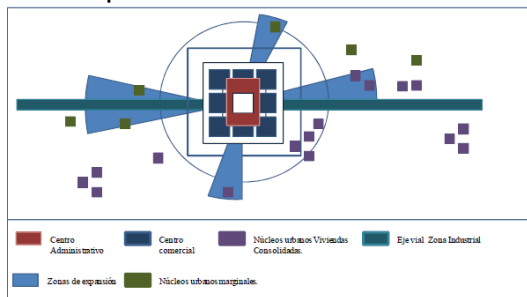 Centro
Administrativo
Centro
comercial
Núcleos urbanos Viviendas
Consolidadas.
Eje vial Zona Industrial
Zonas de expansión
Núcleos urbanos marginales.